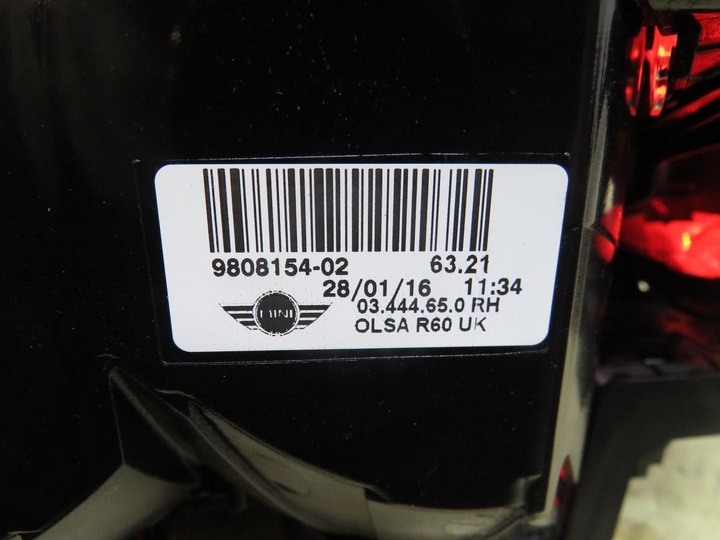 9808154-02 63.21
28/01/16 11:34
03.444.65.0 RH
MINI
OLSA R60 UK